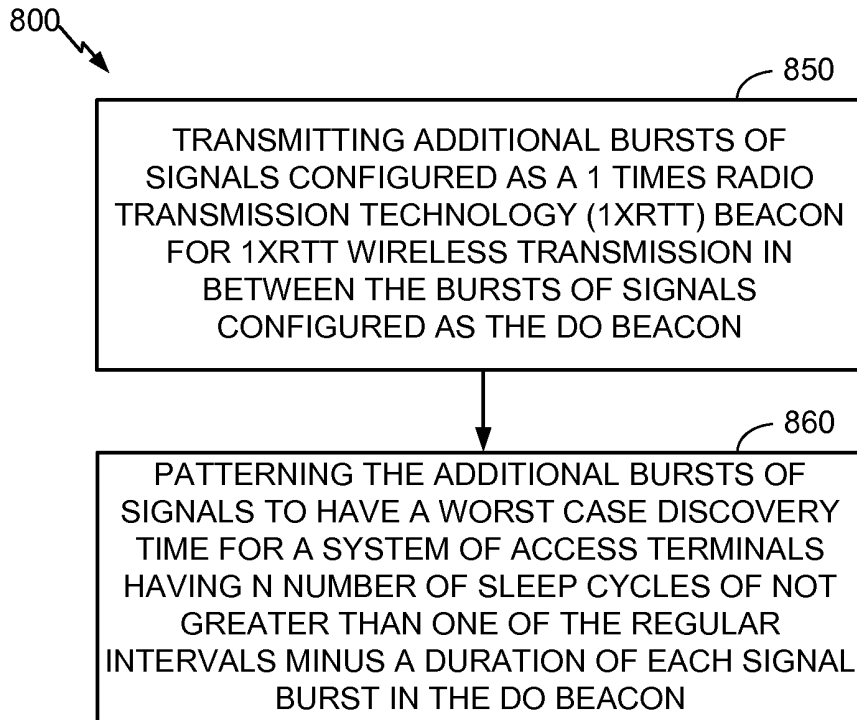 800
850
TRANSMITTING ADDITIONAL BURSTS OF
SIGNALS CONFIGURED AS A 1 TIMES RADIO
TRANSMISSION TECHNOLOGY (1XRTT) BEACON
FOR 1XRTT WIRELESS TRANSMISSION IN
BETWEEN THE BURSTS OF SIGNALS
CONFIGURED AS THE DO BEACON
860
PATTERNING THE ADDITIONAL BURSTS OF
SIGNALS TO HAVE A WORST CASE DISCOVERY
TIME FOR A SYSTEM OF ACCESS TERMINALS
HAVING N NUMBER OF SLEEP CYCLES OF NOT
GREATER THAN ONE OF THE REGULAR
INTERVALS MINUS A DURATION OF EACH SIGNAL
BURST IN THE DO BEACON